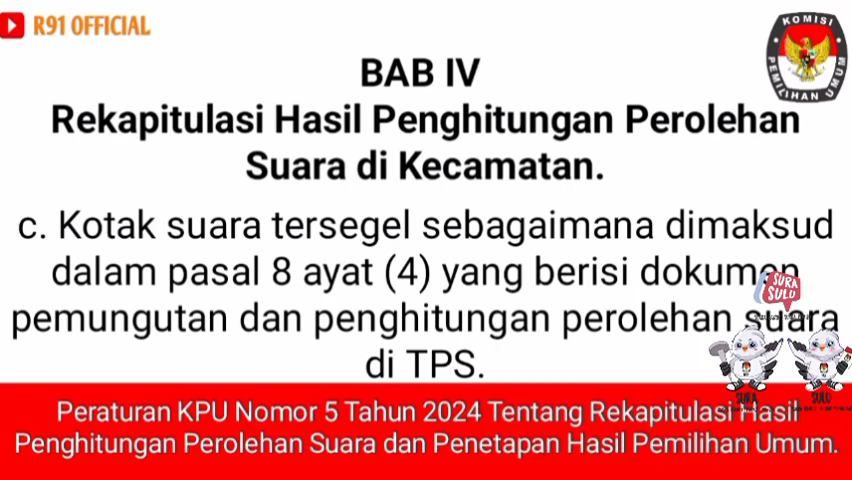 R91 OFFICIAL
KOMISI
PEMILIHAN UMUM
BAB IV
Rekapitulasi Hasil Penghitungan Perolehan
Suara di Kecamatan.
c. Kotak suara tersegel sebagaimana dimaksud
dalam pasal 8 ayat (4) yang berisi dokumen
pemungutan dan penghitungan perolehan suara
di TPS.
SURA
SULU
SURA
SULU
Peraturan KPU Nomor 5 Tahun 2024 Tentang Rekapitulasi Hasil
Penghitungan Perolehan Suara dan Penetapan Hasil Pemilihan Umum.